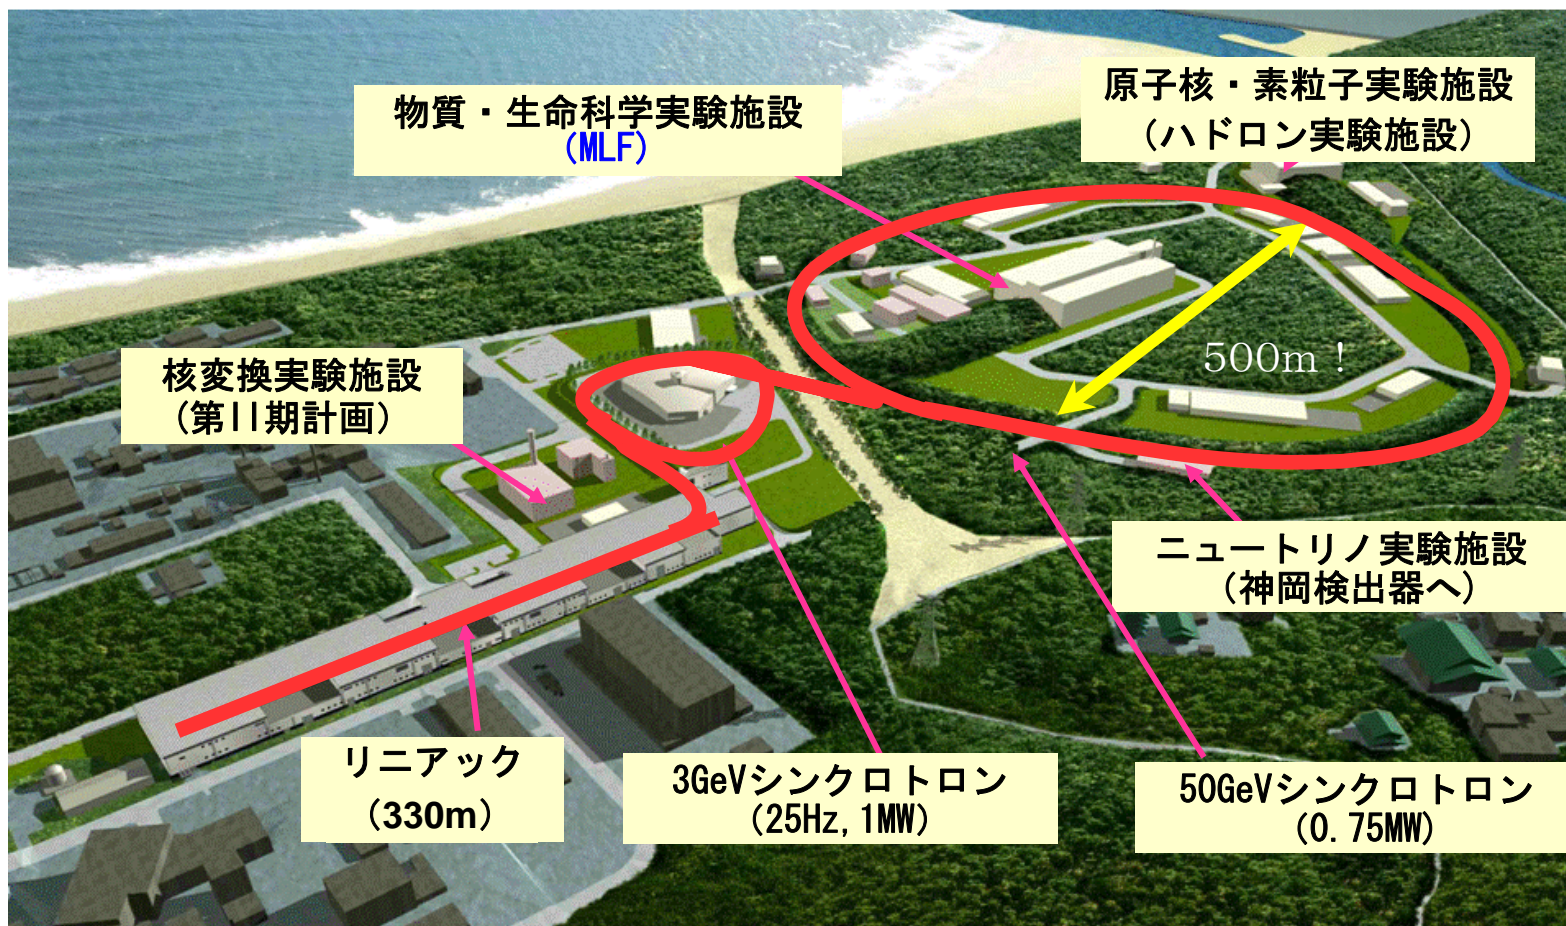 物質・生命科学実験施設
(MLF)
原子核・素粒子実験施設
(ハドロン実験施設)
500m！
核変換実験施設
(第II期計画)
ニュートリノ実験施設
(神岡検出器へ)
リニアック
(330m)
3GeVシンクロトロン
(25Hz, 1MW)
50GeVシンクロトロン
(0.75MW)